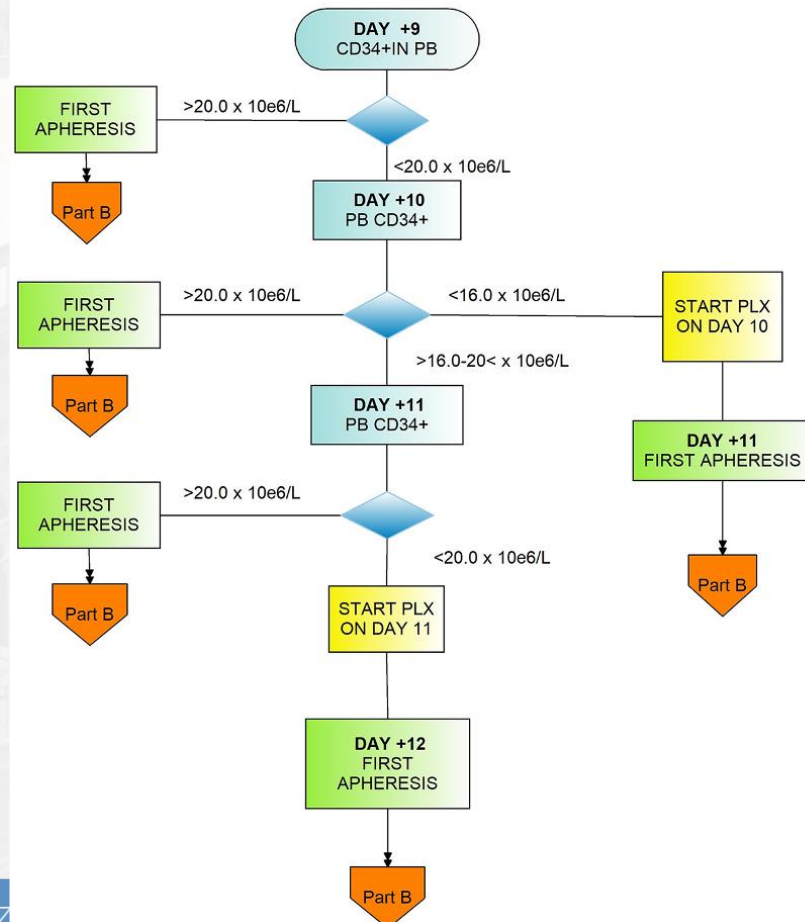 DAY +9
CD34+IN PB
>20.0 x 10e6/L
FIRST
APHERESIS
<20.0 x 10e6/L
Part B
DAY +10
PB CD34+
>20.0 x 10e6/L
<16.0 x 10e6/L
FIRST
APHERESIS
START PLX
ON DAY 10
>16.0-20< x 10e6/L
Part B
DAY +11
PB CD34+
DAY +11
FIRST APHERESIS
>20.0 x 10e6/L
FIRST
APHERESIS
<20.0 x 10e6/L
Part B
Part B
START PLX
ON DAY 11
DAY +12
FIRST
APHERESIS
Part B